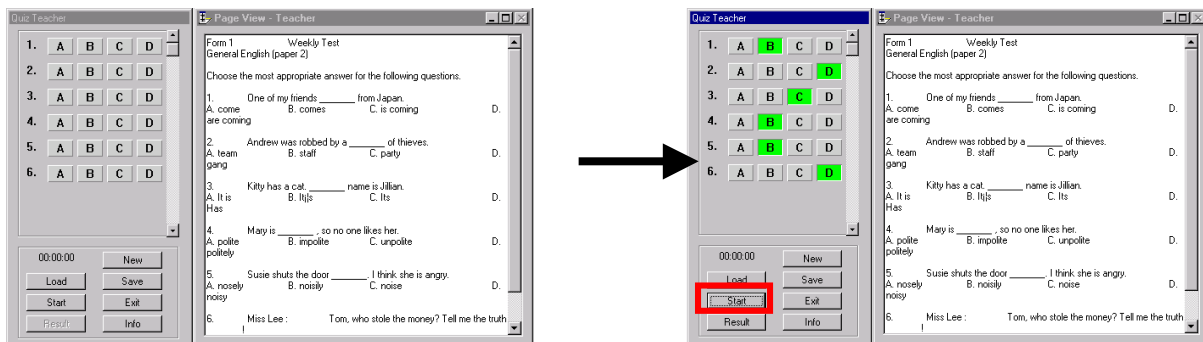 Quiz Teacher
1. A B C D
2. A B C D
3. A B C D
4. A B C D
5. A B C D
6. A B C D
00:00:00 New
Load Save
Start Exit
Result Info
Page View - Teacher
Form 1 Weekly Test
General English (paper 2)
Choose the most appropriate answer for the following questions.
1. One of my friends _______ from Japan.
A. come B. comes C. is coming D.
are coming
2. Andrew was robbed by a _______ of thieves.
A. team B. staff C. party D.
gang
3. Kitty has a cat. _______ name is Jillian.
A. It is B. It's C. Its D.
Has
4. Mary is _______ , so no one likes her.
A. polite B. impolite C. unpolite D.
politely
5. Susie shuts the door _______. I think she is angry.
A. nosely B. noisily C. noise D.
noisy
6. Miss Lee : Tom, who stole the money? Tell me the truth
!
Quiz Teacher
1. A B C D
2. A B C D
3. A B C D
4. A B C D
5. A B C D
6. A B C D
00:00:00 New
Load Save
Start Exit
Result Info
Page View - Teacher
Form 1 Weekly Test
General English (paper 2)
Choose the most appropriate answer for the following questions.
1. One of my friends _______ from Japan.
A. come B. comes C. is coming D.
are coming
2. Andrew was robbed by a _______ of thieves.
A. team B. staff C. party D.
gang
3. Kitty has a cat. _______ name is Jillian.
A. It is B. It's C. Its D.
Has
4. Mary is _______ , so no one likes her.
A. polite B. impolite C. unpolite D.
politely
5. Susie shuts the door _______. I think she is angry.
A. nosely B. noisily C. noise D.
noisy
6. Miss Lee : Tom, who stole the money? Tell me the truth
!